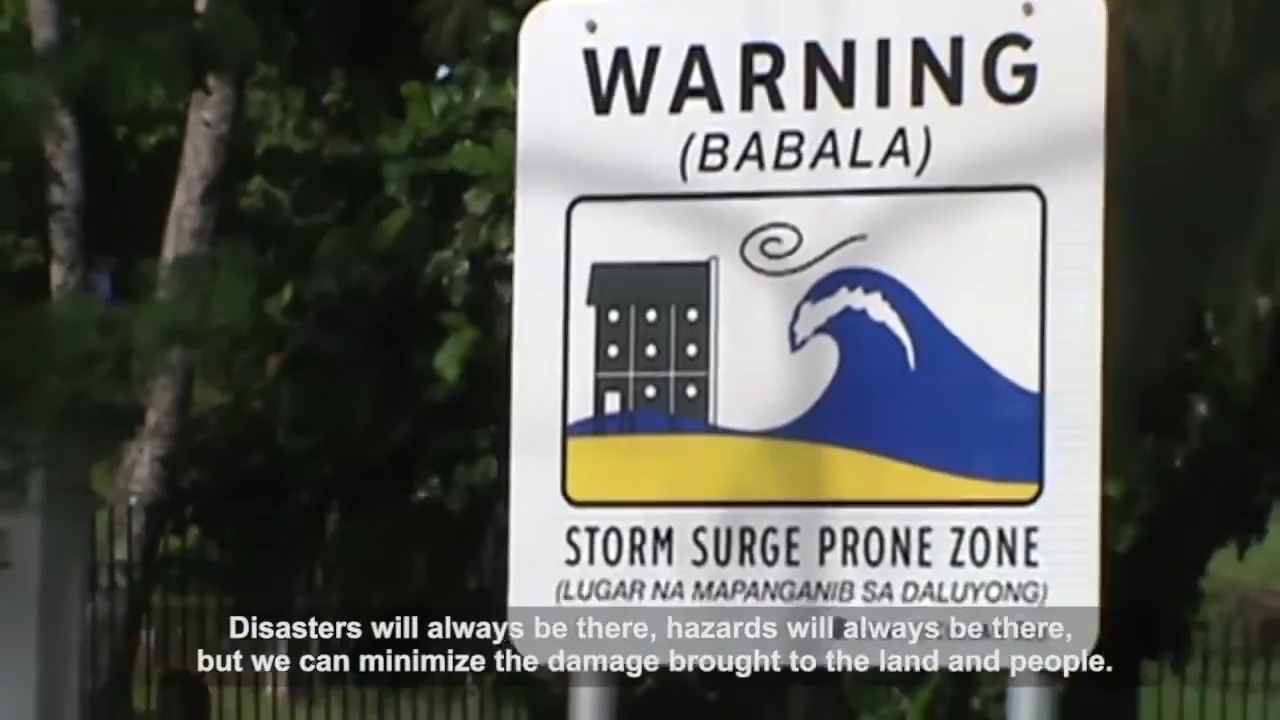 WARNING
(BABALA)
STORM SURGE PRONE ZONE
(LUGAR NA MAPANGANIB SA DALUYONG)
Disasters will always be there, hazards will always be there,
but we can minimize the damage brought to the land and people.